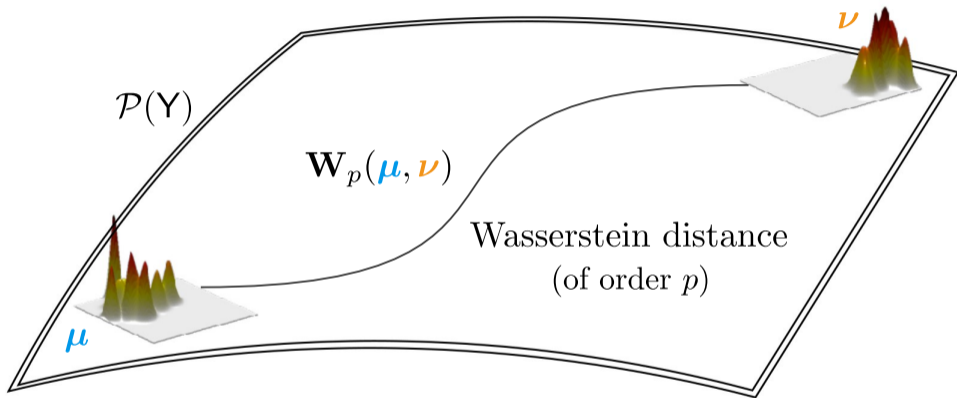 ν
𝒫(Y)
W_p(μ, ν)
Wasserstein distance
(of order p)
μ